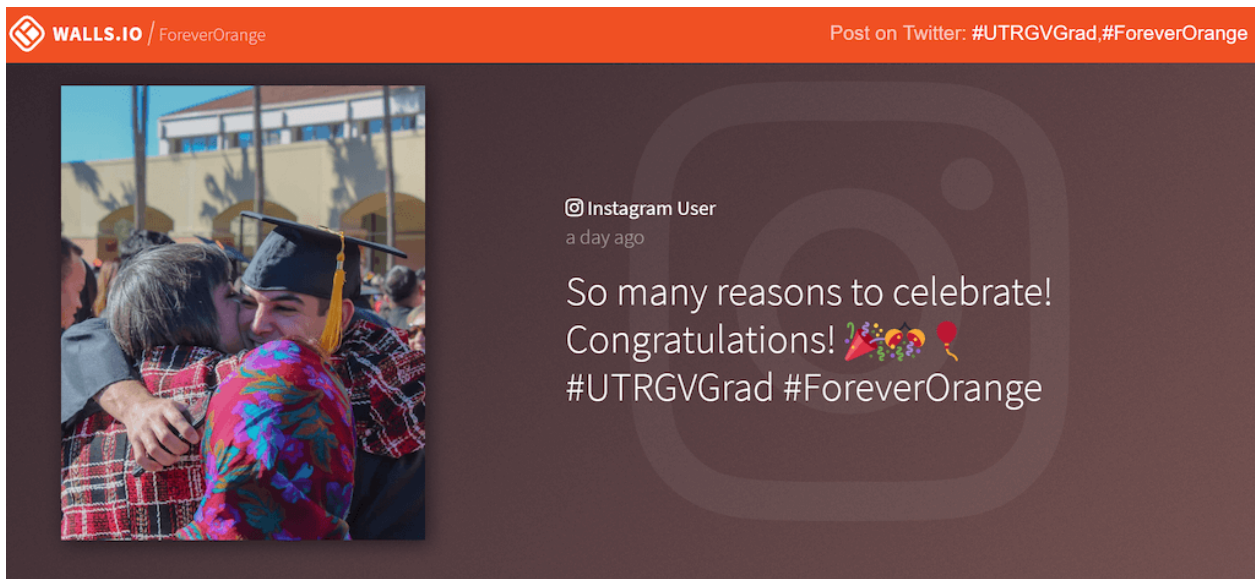 WALLS.IO / ForeverOrange
Post on Twitter: #UTRGVGrad,#ForeverOrange
Instagram User
a day ago
So many reasons to celebrate!
Congratulations! 🎉🎊🎈
#UTRGVGrad #ForeverOrange